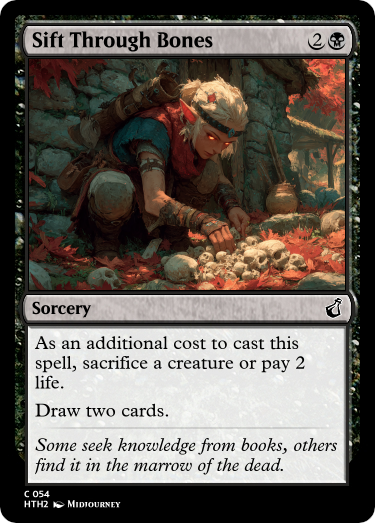 Sift Through Bones 2
Sorcery
As an additional cost to cast this
spell, sacrifice a creature or pay 2
life.
Draw two cards.
Some seek knowledge from books, others
find it in the marrow of the dead.
C 054
HTH2 Midjourney